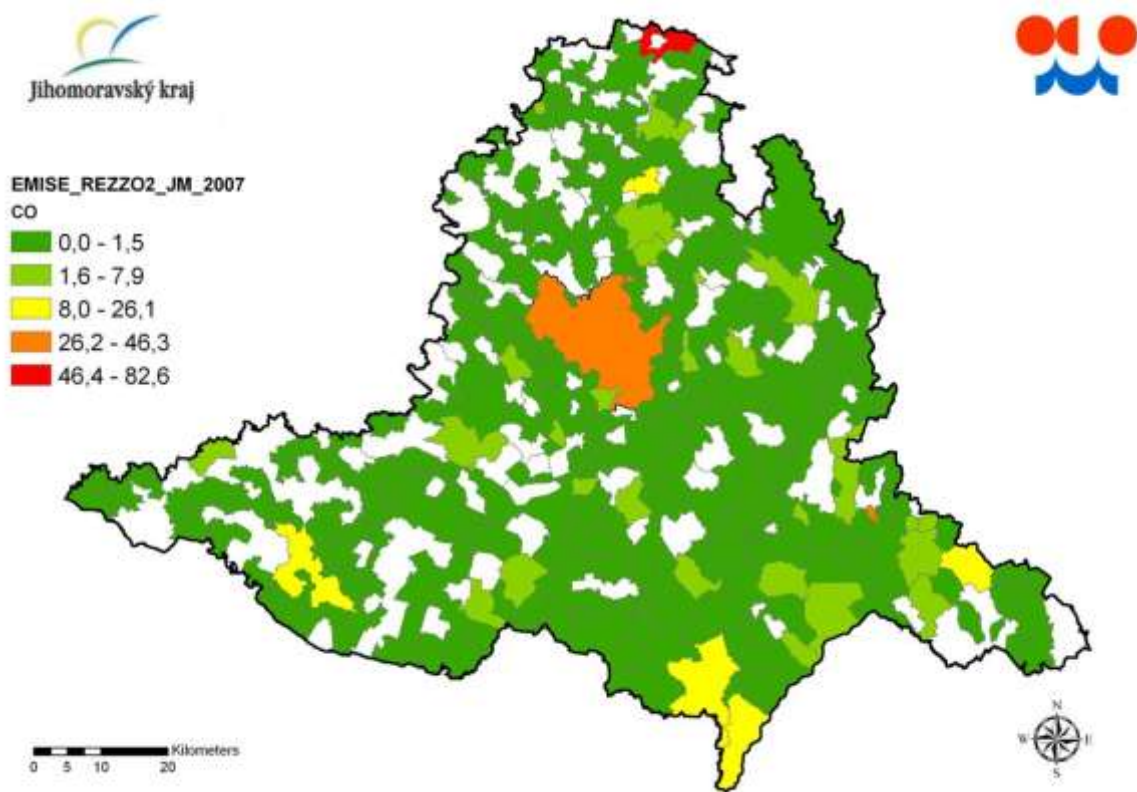 Jihomoravský kraj
EMISE_REZZO2_JM_2007
CO
0,0 - 1,5
1,6 - 7,9
8,0 - 26,1
26,2 - 46,3
46,4 - 82,6
Kilometers
0 5 10 20
N
W E
S